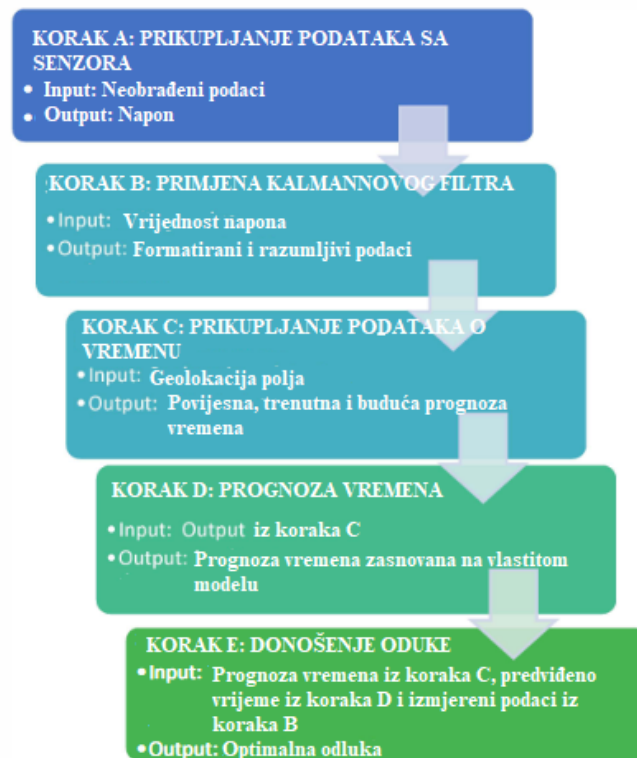 KORAK A: PRIKUPLJANJE PODATAKA SA
SENZORA
• Input: Neobrađeni podaci
• Output: Napon
KORAK B: PRIMJENA KALMANNOVOG FILTRA
• Input: Vrijednost napona
• Output: Formatirani i razumljivi podaci
KORAK C: PRIKUPLJANJE PODATAKA O
VREMENU
• Input: Geolokacija polja
• Output: Povijesna, trenutna i buduća prognoza
vremena
KORAK D: PROGNOZA VREMENA
• Input: Output iz koraka C
• Output: Prognoza vremena zasnovana na vlastitom
modelu
KORAK E: DONOŠENJE ODUKE
• Input: Prognoza vremena iz koraka C, predviđeno
vrijeme iz koraka D i izmjereni podaci iz
koraka B
• Output: Optimalna odluka